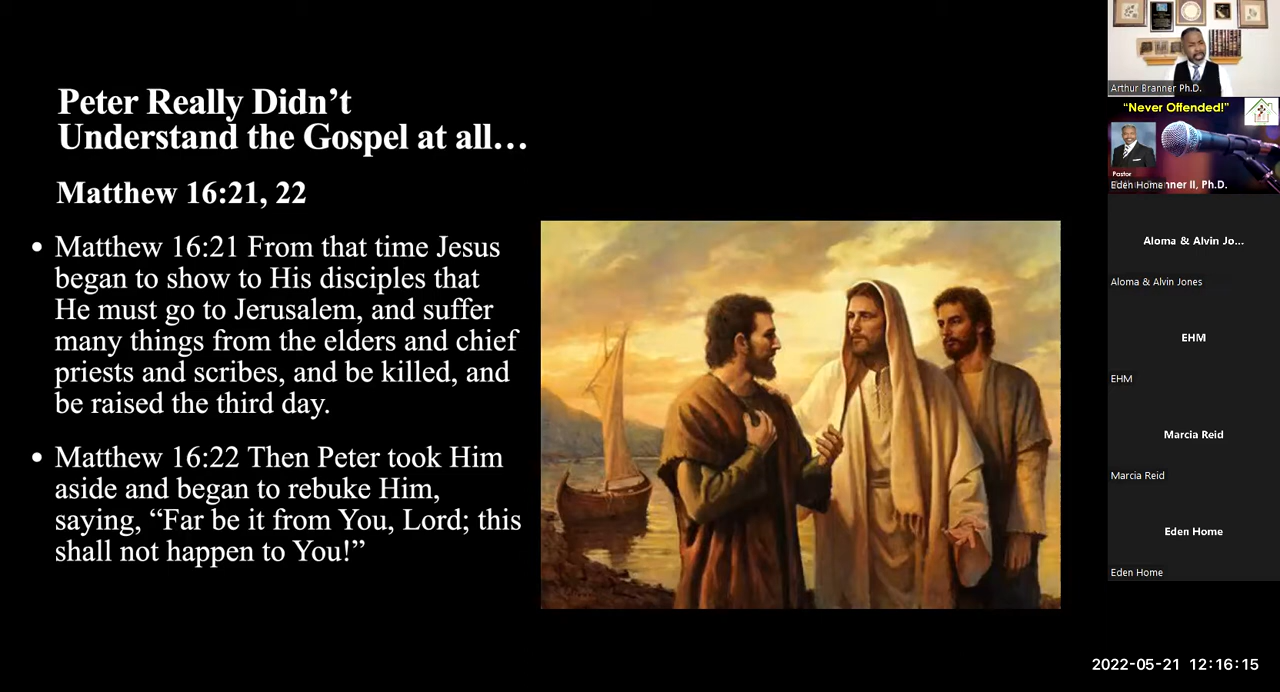 Peter Really Didn’t
Understand the Gospel at all…
Matthew 16:21, 22
• Matthew 16:21 From that time Jesus
began to show to His disciples that
He must go to Jerusalem, and suffer
many things from the elders and chief
priests and scribes, and be killed, and
be raised the third day.
• Matthew 16:22 Then Peter took Him
aside and began to rebuke Him,
saying, “Far be it from You, Lord; this
shall not happen to You!”
Arthur Branner Ph.D.
“Never Offended!”
Pastor
Eden Home nner II, Ph.D.
Aloma & Alvin Jo...
Aloma & Alvin Jones
EHM
EHM
Marcia Reid
Marcia Reid
Eden Home
Eden Home
2022-05-21 12:16:15